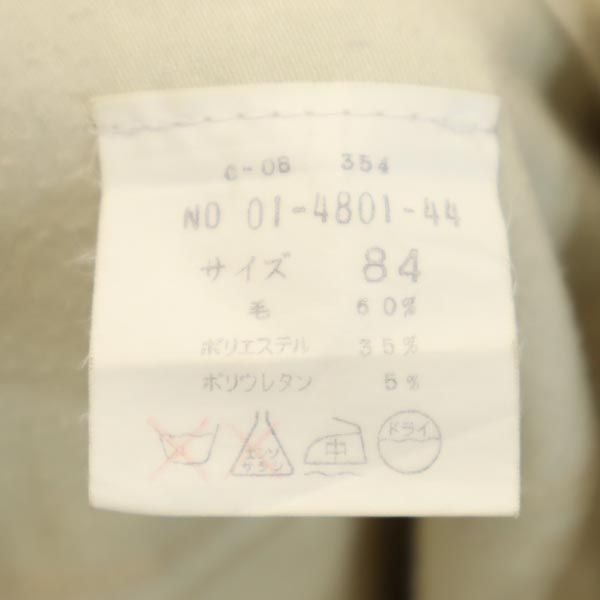 C-06 354
NO 01-4801-44
サイズ 84
毛 60%
ポリエステル 35%
ポリウレタン 5%
エンソサラシ 中 ドライ